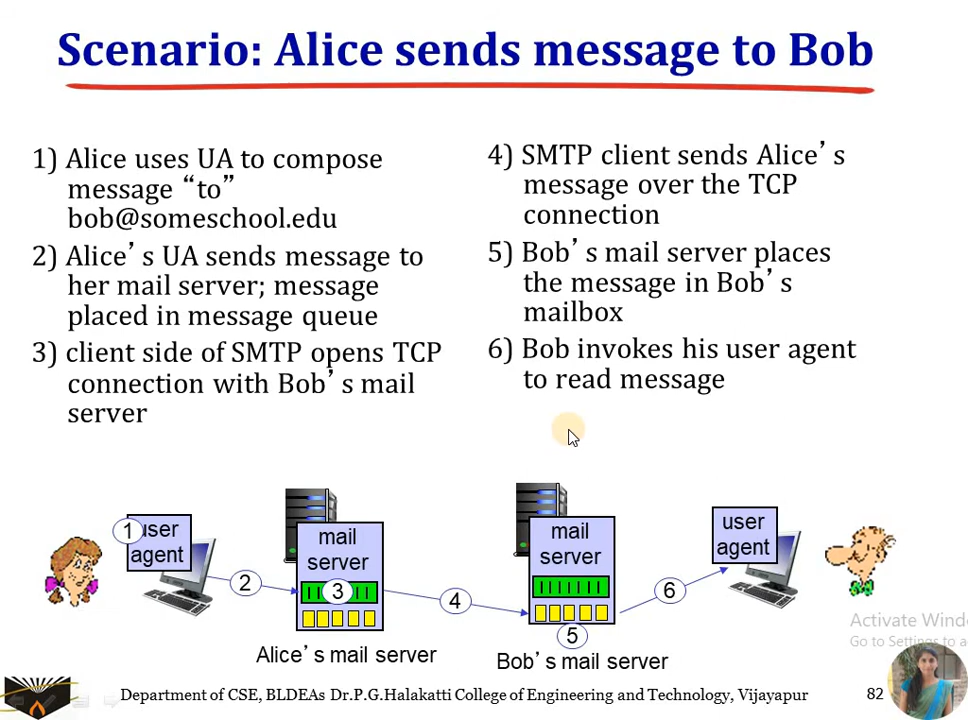 Scenario: Alice sends message to Bob
1) Alice uses UA to compose
message “to”
bob@someschool.edu
2) Alice’s UA sends message to
her mail server; message
placed in message queue
3) client side of SMTP opens TCP
connection with Bob’s mail
server
4) SMTP client sends Alice’s
message over the TCP
connection
5) Bob’s mail server places
the message in Bob’s
mailbox
6) Bob invokes his user agent
to read message
1
user
agent
2
mail
server
3
4
mail
server
5
6
user
agent
Alice’s mail server
Bob’s mail server
Activate Wind
Go to Settings to a
Department of CSE, BLDEAs Dr.P.G.Halakatti College of Engineering and Technology, Vijayapur
82